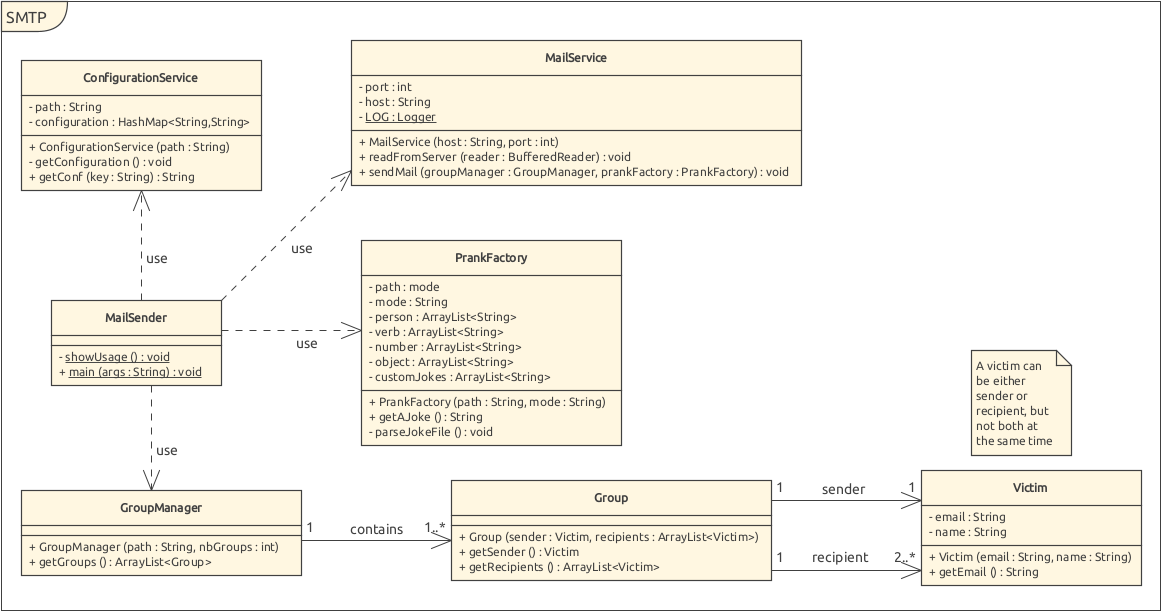 SMTP
ConfigurationService
- path : String
- configuration : HashMap<String,String>
+ ConfigurationService (path : String)
- getConfiguration () : void
+ getConf (key : String) : String
MailService
- port : int
- host : String
- LOG : Logger
+ MailService (host : String, port : int)
+ readFromServer (reader : BufferedReader) : void
+ sendMail (groupManager : GroupManager, prankFactory : PrankFactory) : void
use
use
MailSender
- showUsage () : void
+ main (args : String) : void
use
PrankFactory
- path : mode
- mode : String
- person : ArrayList<String>
- verb : ArrayList<String>
- number : ArrayList<String>
- object : ArrayList<String>
- customJokes : ArrayList<String>
+ PrankFactory (path : String, mode : String)
+ getAJoke () : String
- parseJokeFile () : void
A victim can
be either
sender or
recipient, but
not both at
the same time
use
GroupManager
+ GroupManager (path : String, nbGroups : int)
+ getGroups () : ArrayList<Group>
1 contains 1..*
Group
+ Group (sender : Victim, recipients : ArrayList<Victim>)
+ getSender () : Victim
+ getRecipients () : ArrayList<Victim>
1 sender 1
1 recipient 2..*
Victim
- email : String
- name : String
+ Victim (email : String, name : String)
+ getEmail () : String